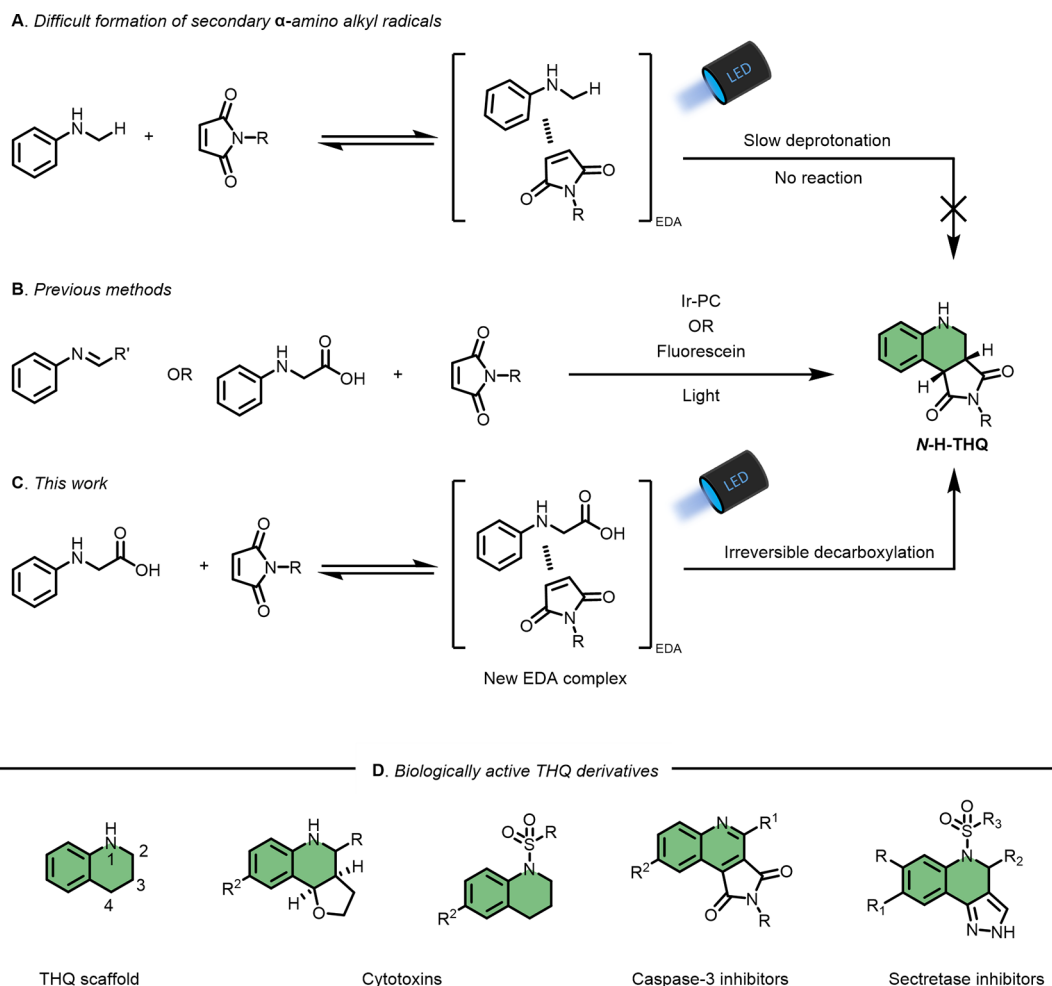 A. Difficult formation of secondary α-amino alkyl radicals
H
N
H
+
O
N-R
O
H
N
H
O
O
N
R
EDA
LED
Slow deprotonation
No reaction
B. Previous methods
N
R'
OR
H
N
O
OH
+
O
N-R
O
Ir-PC
OR
Fluorescein
Light
H
N
H
H
O
O
N
R
N-H-THQ
C. This work
H
N
O
OH
+
O
N-R
O
H
N
O
OH
O
O
N
R
EDA
New EDA complex
LED
Irreversible decarboxylation
D. Biologically active THQ derivatives
H
N
1
2
3
4
THQ scaffold
H
N
R
R2
H
H
O
O
O
S
R
N
R2
Cytotoxins
N
R1
R2
O
O
N
R
Caspase-3 inhibitors
O
O
S
R3
N
R
R2
R1
N
NH
Sectretase inhibitors